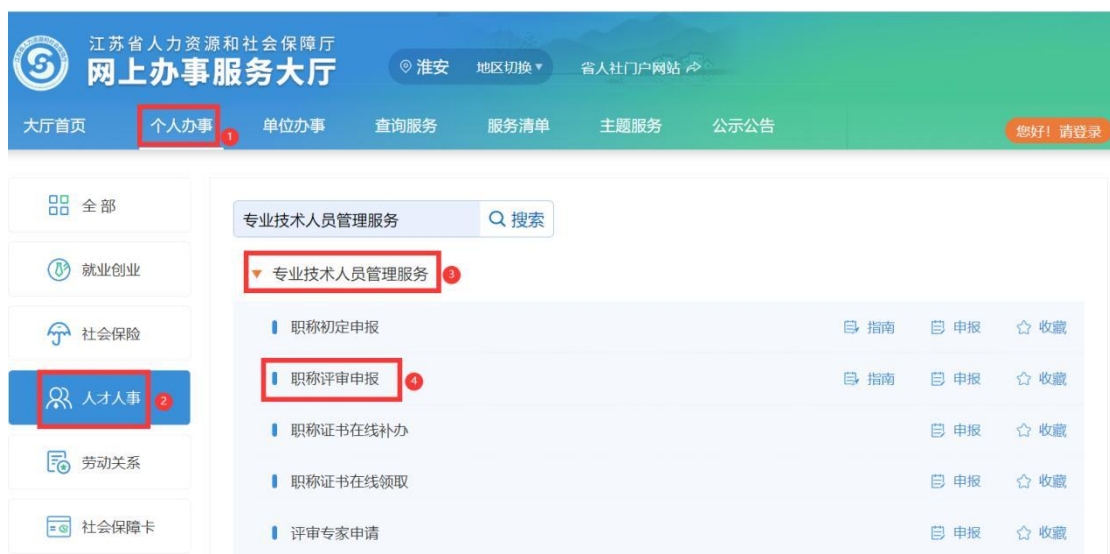 江苏省人力资源和社会保障厅
网上办事服务大厅
淮安 地区切换 省人社门户网站
大厅首页 个人办事 1 单位办事 查询服务 服务清单 主题服务 公示公告 您好！请登录
全部
就业创业
社会保险
人才人事 2
劳动关系
社会保障卡
专业技术人员管理服务 搜索
专业技术人员管理服务 3
职称初定申报 指南 申报 收藏
职称评审申报 4 指南 申报 收藏
职称证书在线补办 申报 收藏
职称证书在线领取 申报 收藏
评审专家申请 申报 收藏